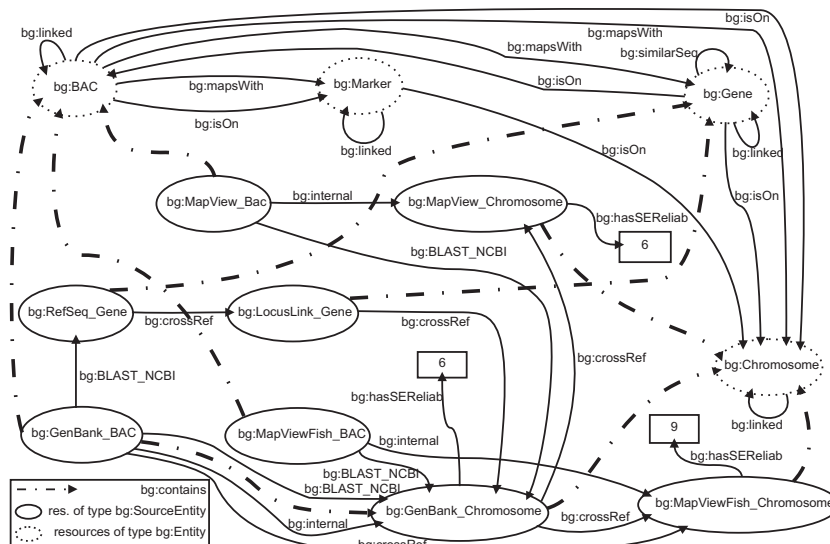 bg:isOn
bg:linked
bg:mapsWith
bg:mapsWith
bg:similarSeq
bg:BAC
bg:mapsWith
bg:Marker
bg:isOn
bg:Gene
bg:isOn
bg:linked
bg:isOn
bg:linked
bg:isOn
bg:MapView_Bac
bg:internal
bg:MapView_Chromosome
bg:hasSEReliab
6
bg:BLAST_NCBI
bg:RefSeq_Gene
bg:crossRef
bg:LocusLink_Gene
bg:crossRef
bg:crossRef
bg:Chromosome
6
bg:BLAST_NCBI
bg:hasSEReliab
bg:linked
9
bg:GenBank_BAC
bg:MapViewFish_BAC
bg:internal
bg:hasSEReliab
bg:BLAST_NCBI
bg:BLAST_NCBI
bg:contains
res. of type bg:SourceEntity
resources of type bg:Entity
bg:internal
bg:GenBank_Chromosome
bg:crossRef
bg:MapViewFish_Chromosome
bg:crossRef